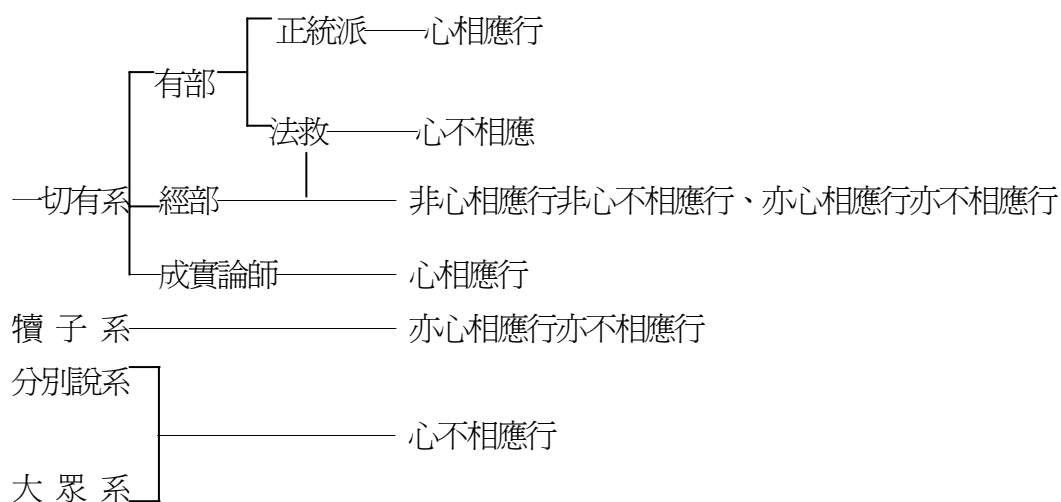 正統派 心相應行
有部
法救 心不相應
一切有系 經部 非心相應行非心不相應行、亦心相應行亦不相應行
成實論師 心相應行
犢子系 亦心相應行亦不相應行
分別說系
心不相應行
大眾系